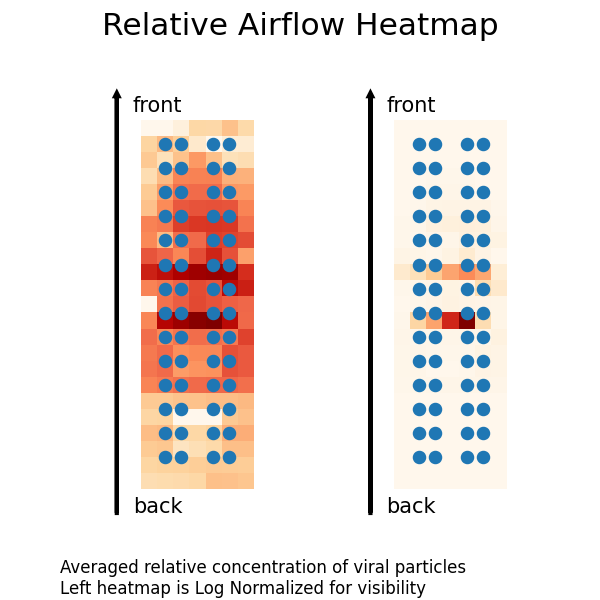 Relative Airflow Heatmap
front
front
back
back
Averaged relative concentration of viral particles
Left heatmap is Log Normalized for visibility